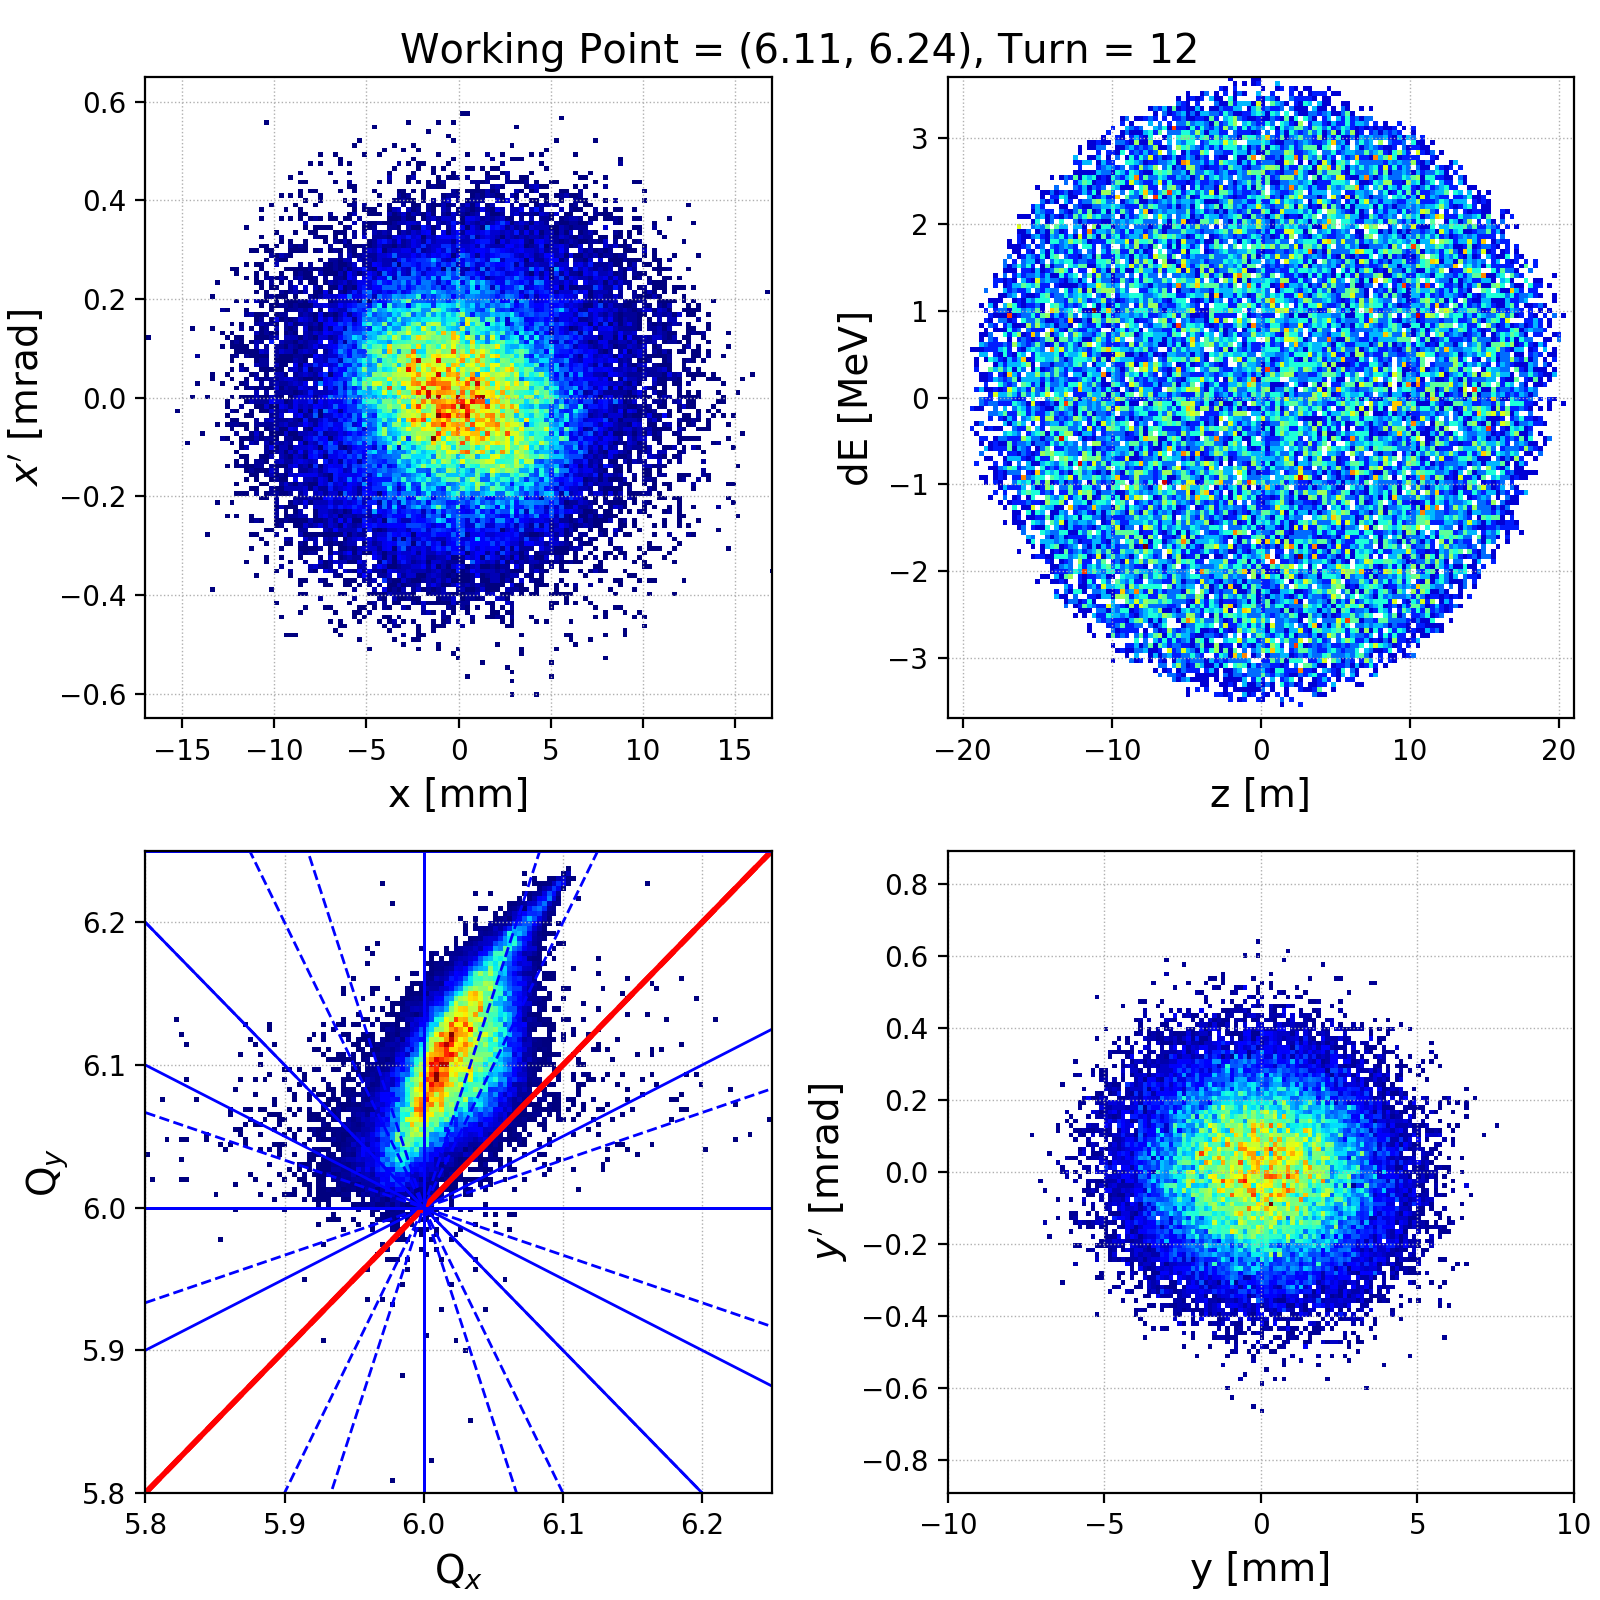 Working Point = (6.11, 6.24), Turn = 12
0.6
0.4
0.2
0.0
−0.2
−0.4
−0.6
x′ [mrad]
−15 −10 −5 0 5 10 15
x [mm]
3
2
1
0
−1
−2
−3
dE [MeV]
−20 −10 0 10 20
z [m]
6.2
6.1
6.0
5.9
5.8
Qy
5.8 5.9 6.0 6.1 6.2
Qx
0.8
0.6
0.4
0.2
0.0
−0.2
−0.4
−0.6
−0.8
y′ [mrad]
−10 −5 0 5 10
y [mm]